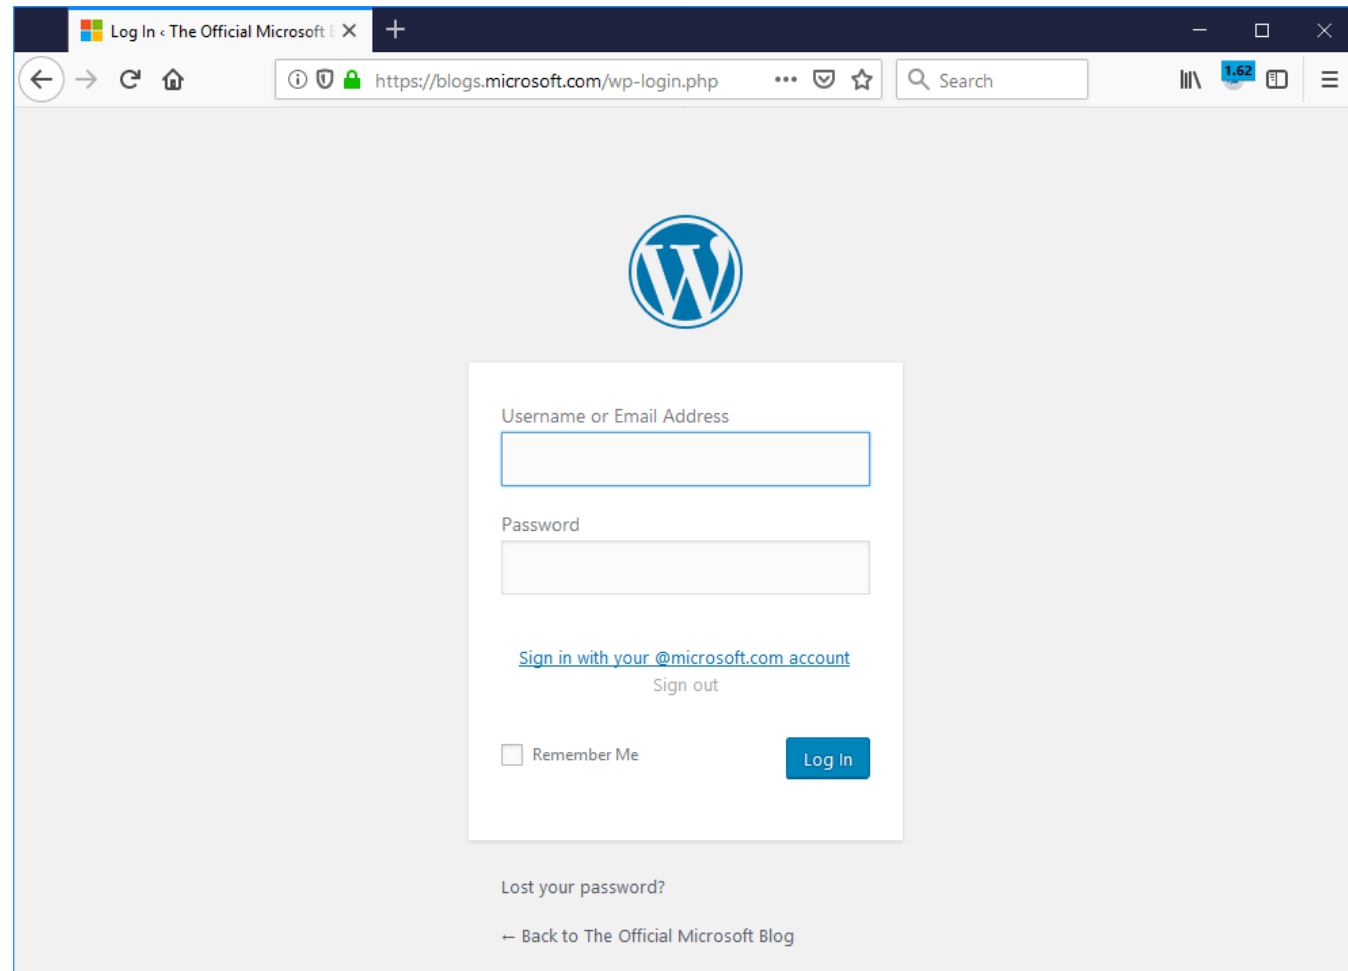 Log In ‹ The Official Microsoft
https://blogs.microsoft.com/wp-login.php
Search
1.62
Username or Email Address
Password
Sign in with your @microsoft.com account
Sign out
Remember Me
Log In
Lost your password?
← Back to The Official Microsoft Blog